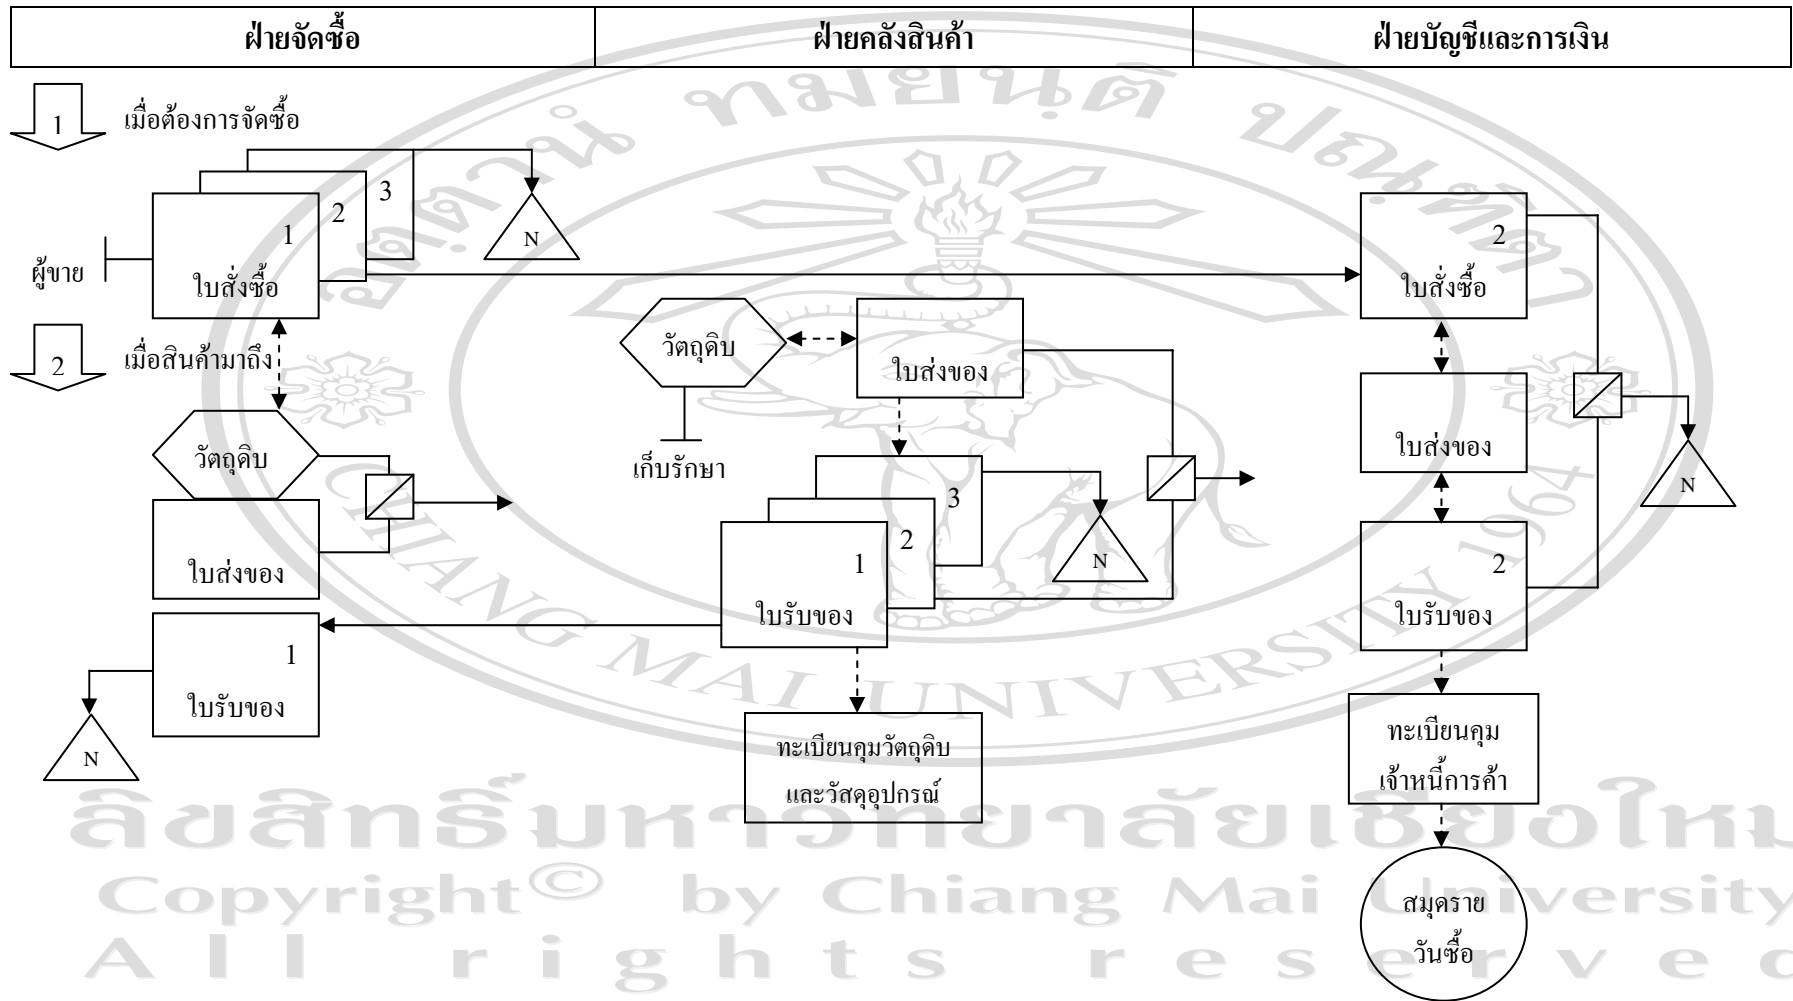 ฝ่ายจัดซื้อ
ฝ่ายคลังสินค้า
ฝ่ายบัญชีและการเงิน
1
เมื่อต้องการจัดซื้อ
3
2
1
ใบสั่งซื้อ
ผู้ขาย
N
2
ใบสั่งซื้อ
2
เมื่อสินค้ามาถึง
วัตถุดิบ
ใบส่งของ
1
ใบรับของ
N
วัตถุดิบ
ใบส่งของ
เก็บรักษา
3
2
1
ใบรับของ
N
ทะเบียนคุมวัตถุดิบ
และวัสดุอุปกรณ์
ใบส่งของ
N
2
ใบรับของ
ทะเบียนคุม
เจ้าหนี้การค้า
สมุดราย
วันซื้อ
CHIANG MAI UNIVERSITY 1964
ลิขสิทธิ์มหาวิทยาลัยเชียงใหม
Copyright© by Chiang Mai University
All rights reserved